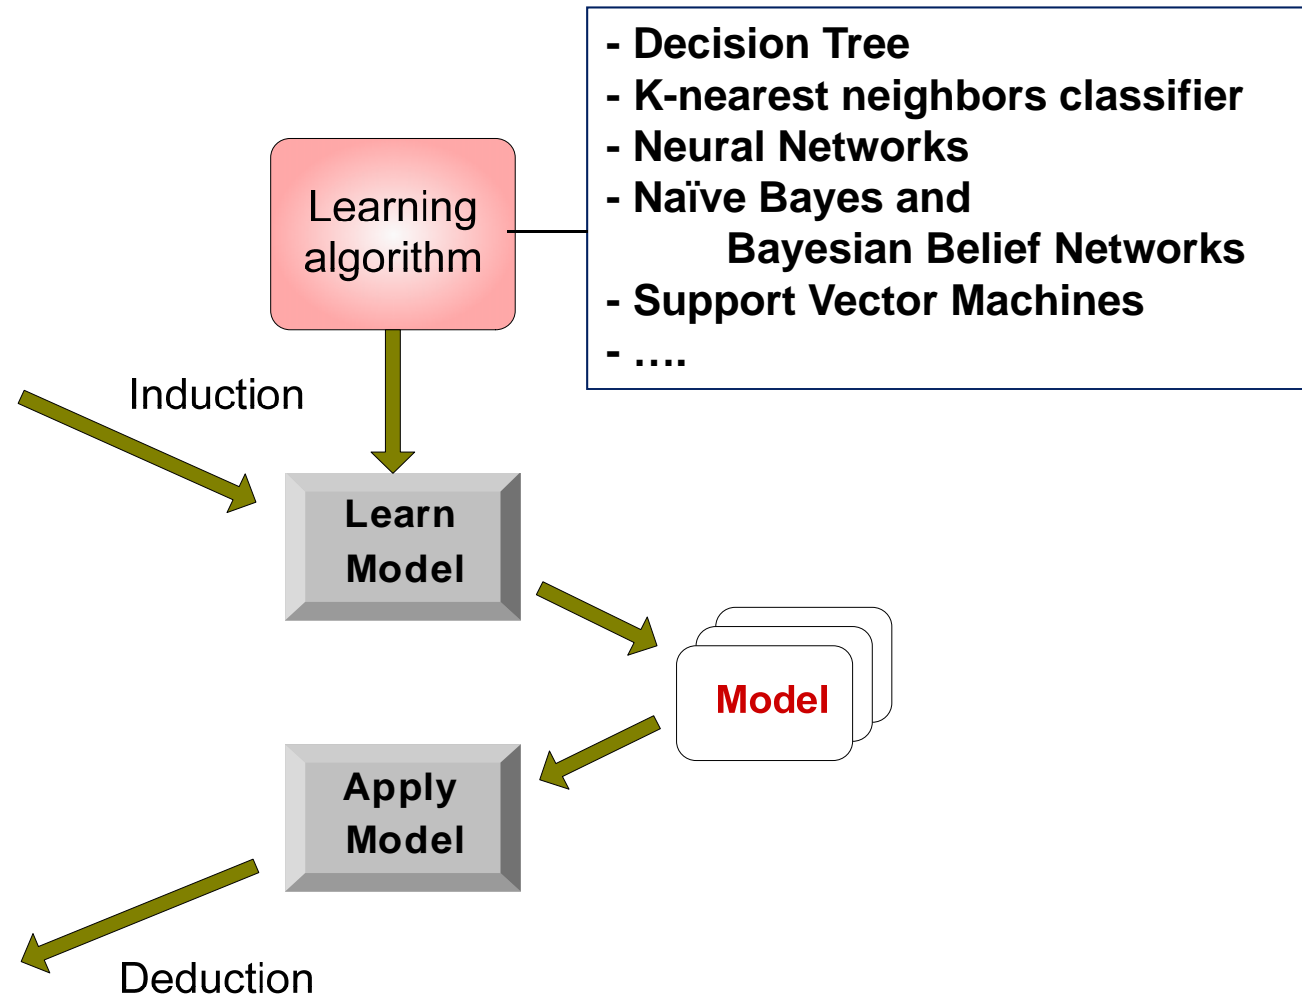 - Decision Tree
- K-nearest neighbors classifier
- Neural Networks
- Naïve Bayes and
Bayesian Belief Networks
- Support Vector Machines
- ….
Learning
algorithm
Induction
Learn
Model
Model
Apply
Model
Deduction